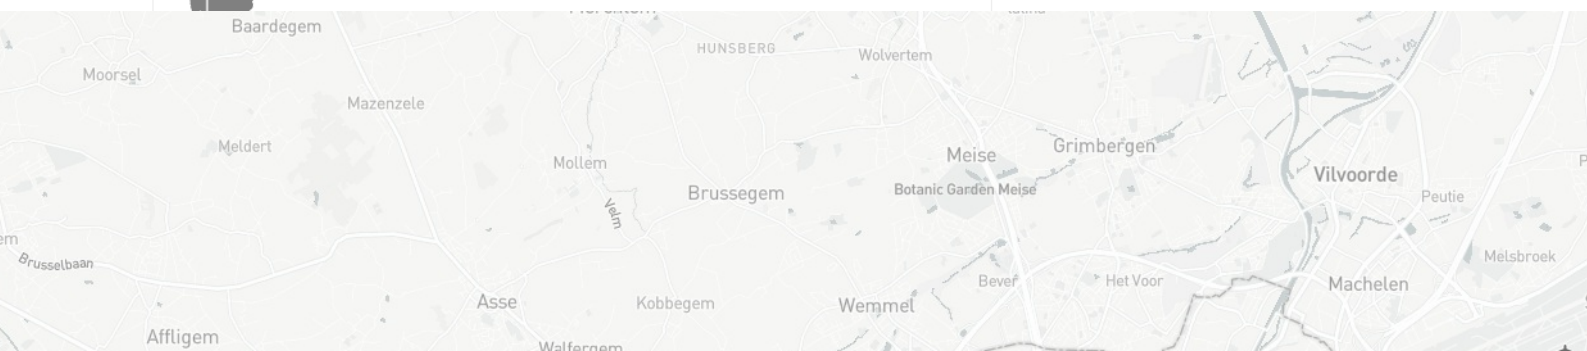 Baardegem
HUNSBERG
Wolvertem
Moorsel
Mazenzele
Meldert
Mollem
Meise
Grimbergen
Vilvoorde
Brussegem
Botanic Garden Meise
Peutie
Velm
Brusselbaan
Melsbroek
Bever
Het Voor
Machelen
Asse
Kobbegem
Wemmel
Affligem
Walfergem